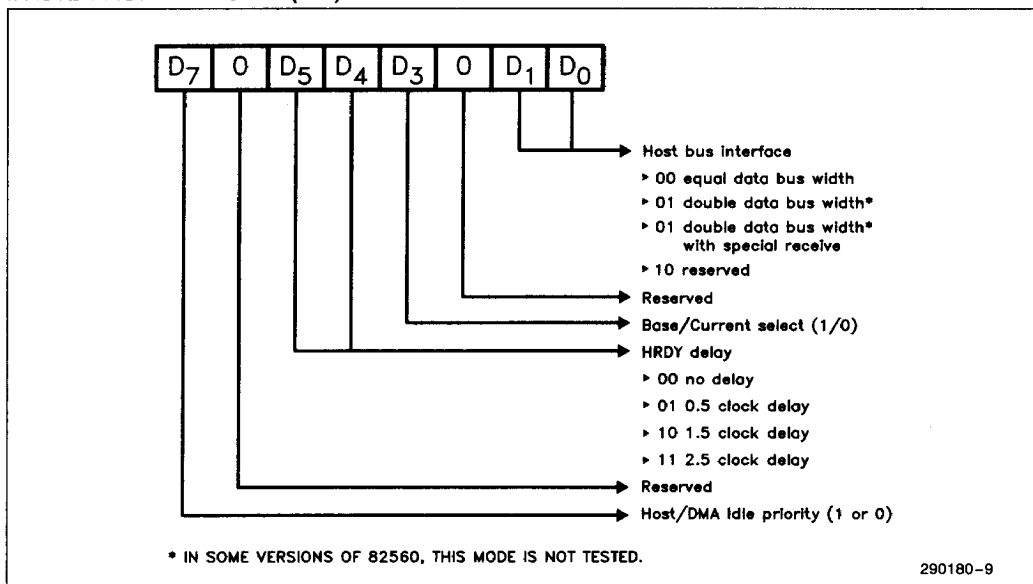 D7 0 D5 D4 D3 0 D1 D0
Host bus interface
▸ 00 equal data bus width
▸ 01 double data bus width*
▸ 01 double data bus width*
with special receive
▸ 10 reserved
Reserved
Base/Current select (1/0)
HRDY delay
▸ 00 no delay
▸ 01 0.5 clock delay
▸ 10 1.5 clock delay
▸ 11 2.5 clock delay
Reserved
Host/DMA Idle priority (1 or 0)
* IN SOME VERSIONS OF 82560, THIS MODE IS NOT TESTED.
290180-9